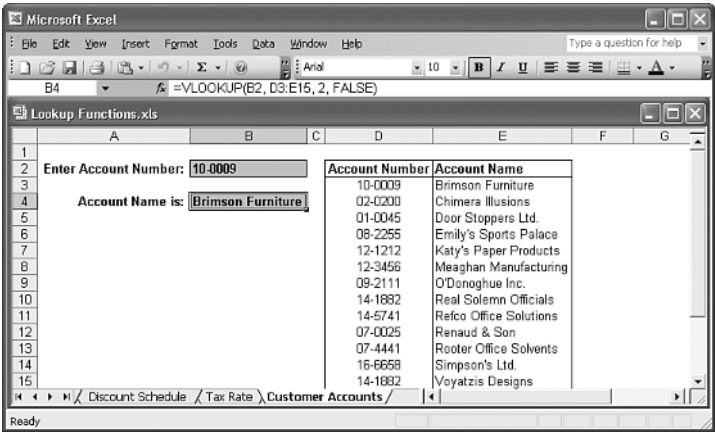 Microsoft Excel
File Edit View Insert Format Tools Data Window Help Type a question for help
Arial 10 B I U A
B4 fx =VLOOKUP(B2, D3:E15, 2, FALSE)
Lookup Functions.xls
A B C D E F G
1
2 Enter Account Number: 10-0009 Account Number Account Name
3 10-0009 Brimson Furniture
4 Account Name is: Brimson Furniture 02-0200 Chimera Illusions
5 01-0045 Door Stoppers Ltd.
6 08-2255 Emily's Sports Palace
7 12-1212 Katy's Paper Products
8 12-3456 Meaghan Manufacturing
9 09-2111 O'Donoghue Inc.
10 14-1882 Real Solemn Officials
11 14-5741 Refco Office Solutions
12 07-0025 Renaud & Son
13 07-4441 Rooter Office Solvents
14 16-6658 Simpson's Ltd.
15 14-1882 Voyatzis Designs
Discount Schedule Tax Rate Customer Accounts
Ready